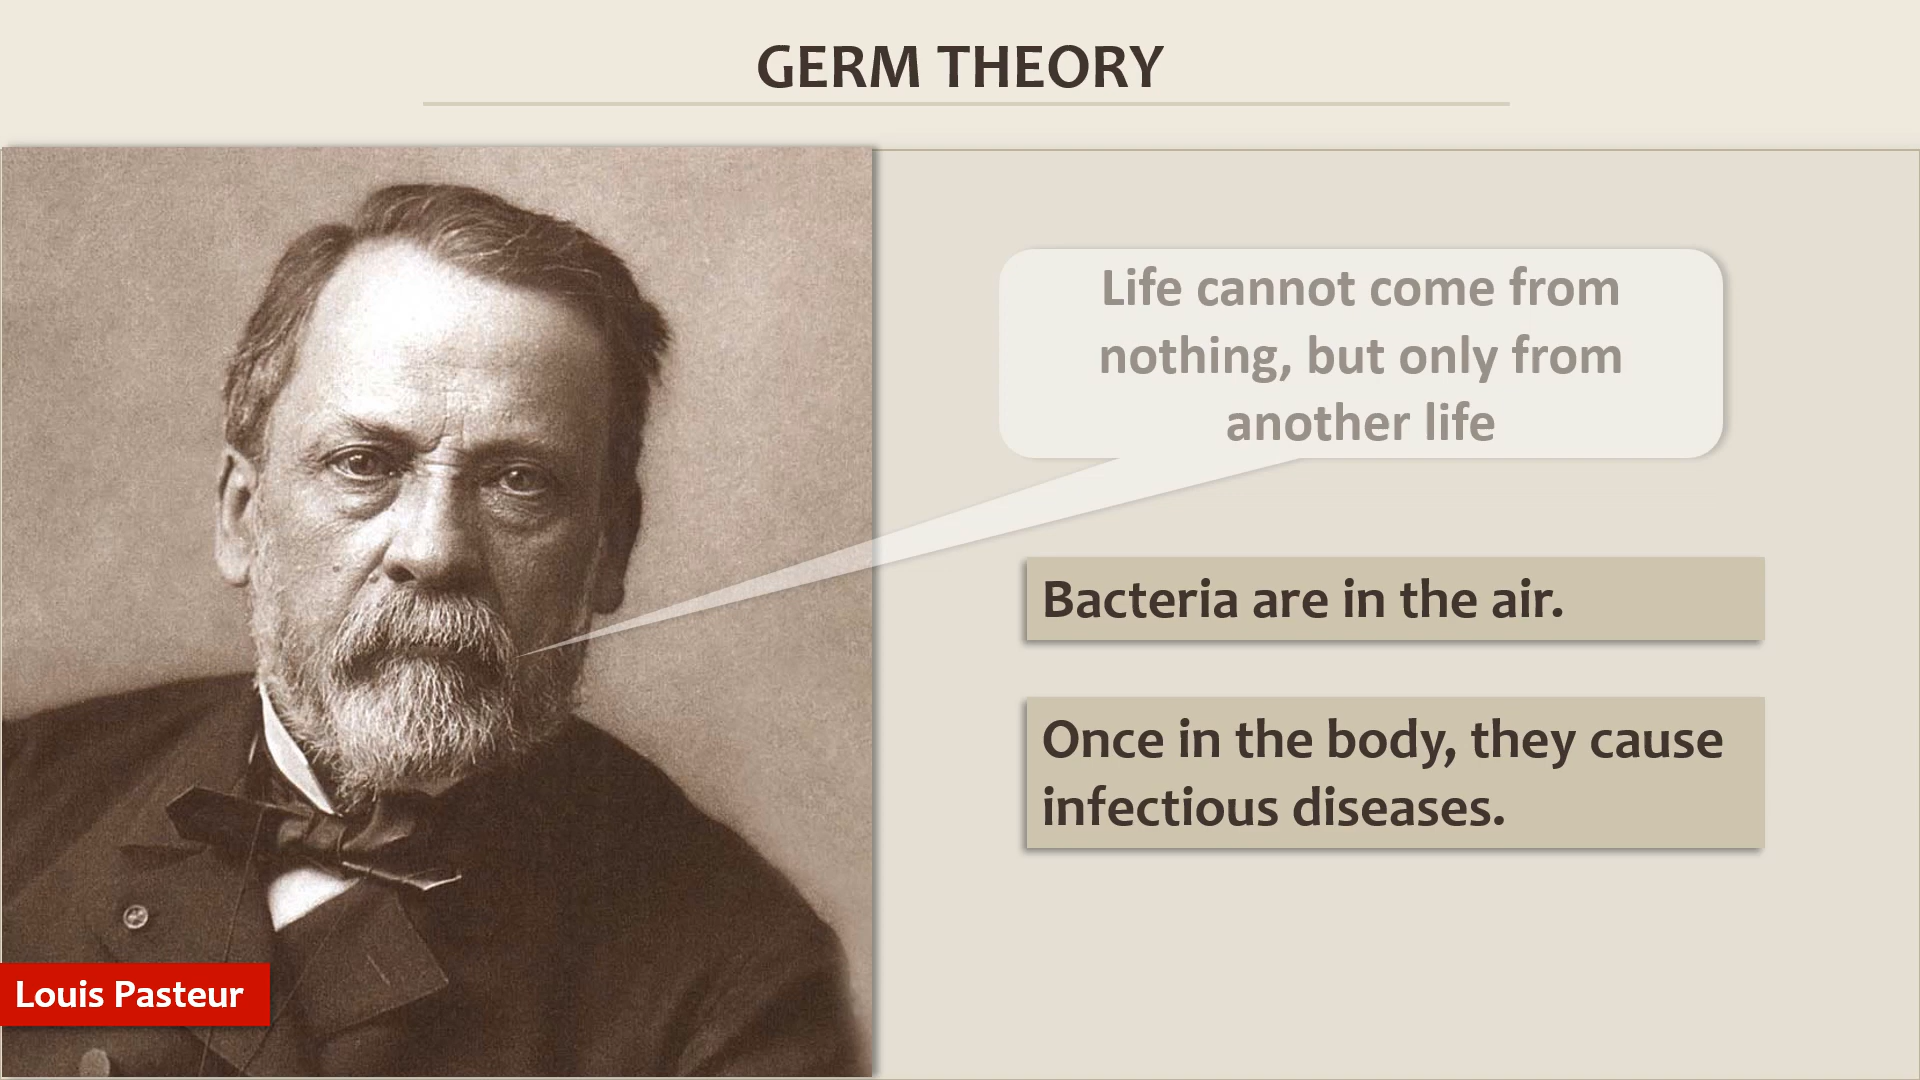 GERM THEORY
Life cannot come from
nothing, but only from
another life
Bacteria are in the air.
Once in the body, they cause
infectious diseases.
Louis Pasteur